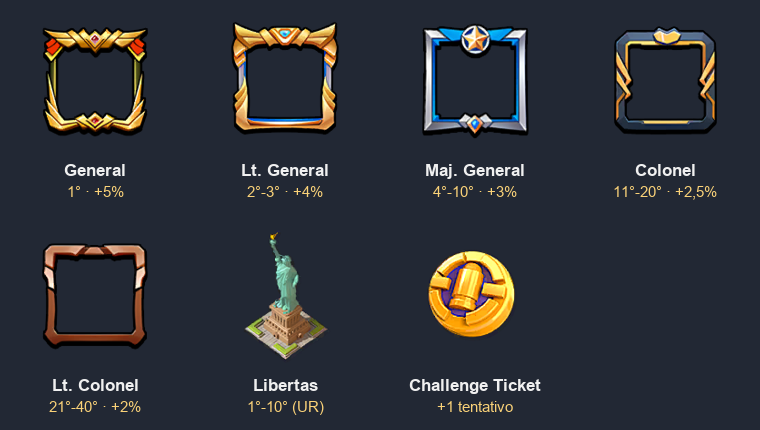 General
1° · +5%
Lt. General
2°-3° · +4%
Maj. General
4°-10° · +3%
Colonel
11°-20° · +2,5%
Lt. Colonel
21°-40° · +2%
Libertas
1°-10° (UR)
Challenge Ticket
+1 tentativo